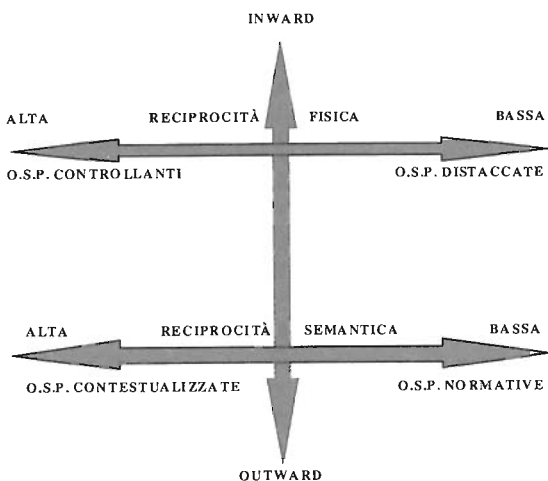 INWARD
ALTA RECIPROCITÀ FISICA BASSA
O.S.P. CONTROLLANTI O.S.P. DISTACCATE
ALTA RECIPROCITÀ SEMANTICA BASSA
O.S.P. CONTESTUALIZZATE O.S.P. NORMATIVE
OUTWARD